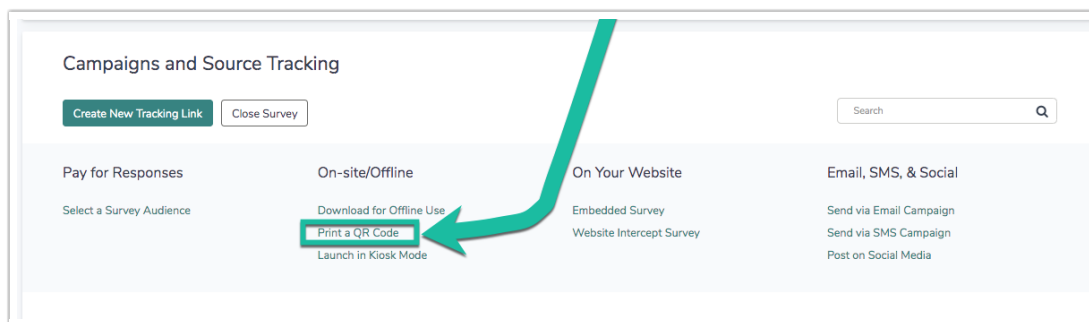 Campaigns and Source Tracking
Create New Tracking Link
Close Survey
Search
Pay for Responses
Select a Survey Audience
On-site/Offline
Download for Offline Use
Print a QR Code
Launch in Kiosk Mode
On Your Website
Embedded Survey
Website Intercept Survey
Email, SMS, & Social
Send via Email Campaign
Send via SMS Campaign
Post on Social Media